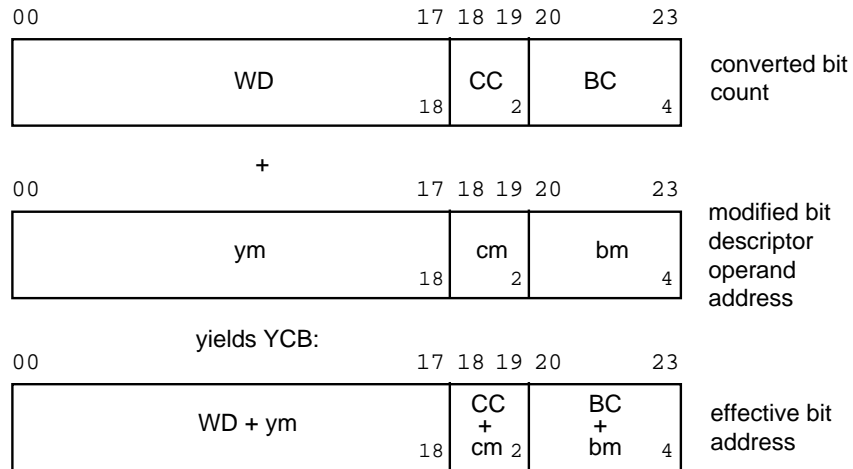 00 17 18 19 20 23
WD CC BC
18 2 4
converted bit
count
+
00 17 18 19 20 23
ym cm bm
18 2 4
modified bit
descriptor
operand
address
yields YCB:
00 17 18 19 20 23
WD + ym
18
CC
+
cm 2
BC
+
bm 4
effective bit
address